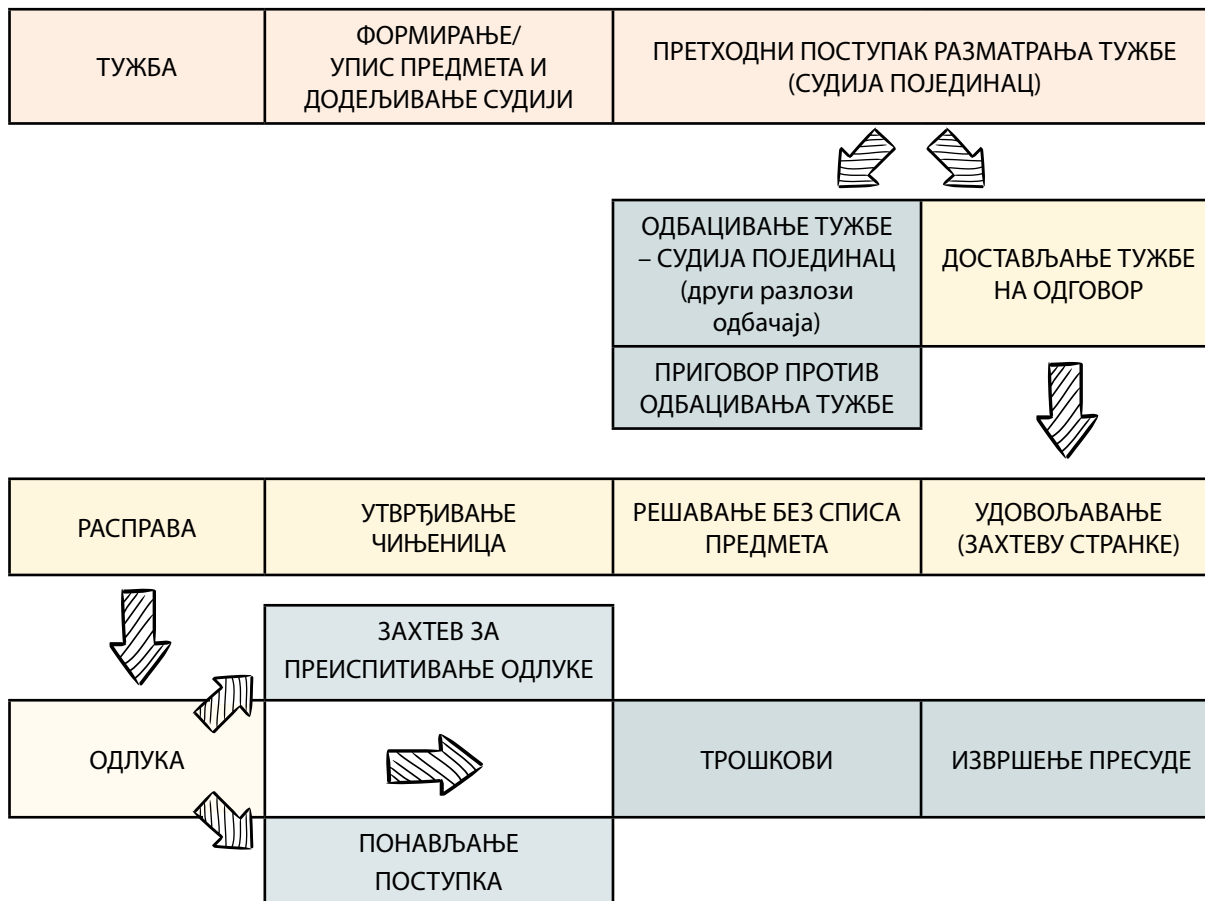 ТУЖБА
ФОРМИРАЊЕ/
УПИС ПРЕДМЕТА И
ДОДЕЉИВАЊЕ СУДИЈИ
ПРЕТХОДНИ ПОСТУПАК РАЗМАТРАЊА ТУЖБЕ
(СУДИЈА ПОЈЕДИНАЦ)
ОДБАЦИВАЊЕ ТУЖБЕ
– СУДИЈА ПОЈЕДИНАЦ
(други разлози
одбачаја)
ДОСТАВЉАЊЕ ТУЖБЕ
НА ОДГОВОР
ПРИГОВОР ПРОТИВ
ОДБАЦИВАЊА ТУЖБЕ
РАСПРАВА
УТВРЂИВАЊЕ
ЧИЊЕНИЦА
РЕШАВАЊЕ БЕЗ СПИСА
ПРЕДМЕТА
УДОВОЉАВАЊЕ
(ЗАХТЕВУ СТРАНКЕ)
ЗАХТЕВ ЗА
ПРЕИСПИТИВАЊЕ ОДЛУКЕ
ОДЛУКА
ТРОШКОВИ
ИЗВРШЕЊЕ ПРЕСУДЕ
ПОНАВЉАЊЕ
ПОСТУПКА